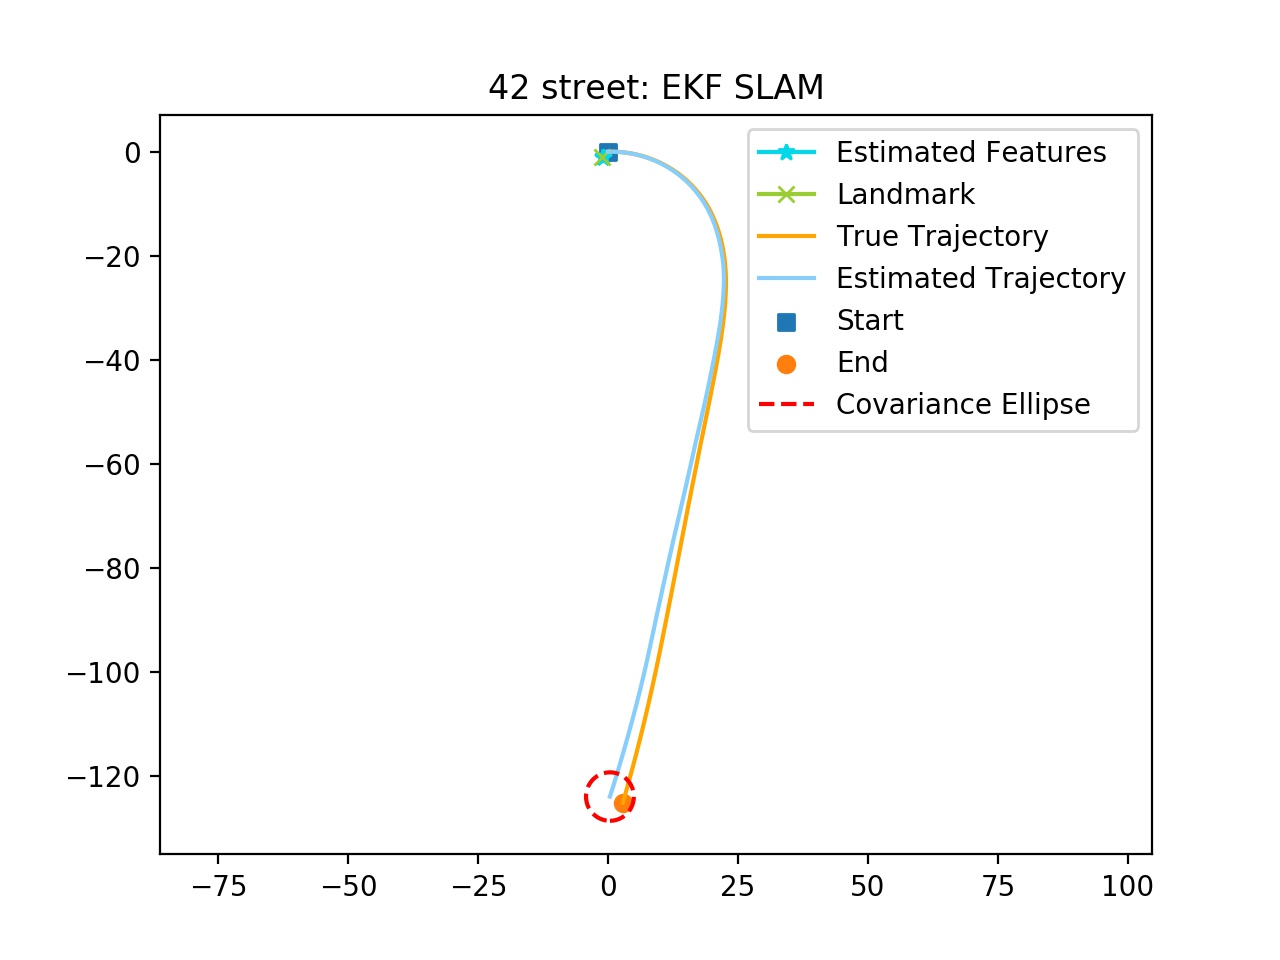 42 street: EKF SLAM
Estimated Features
Landmark
True Trajectory
Estimated Trajectory
Start
End
Covariance Ellipse
0
−20
−40
−60
−80
−100
−120
−75 −50 −25 0 25 50 75 100